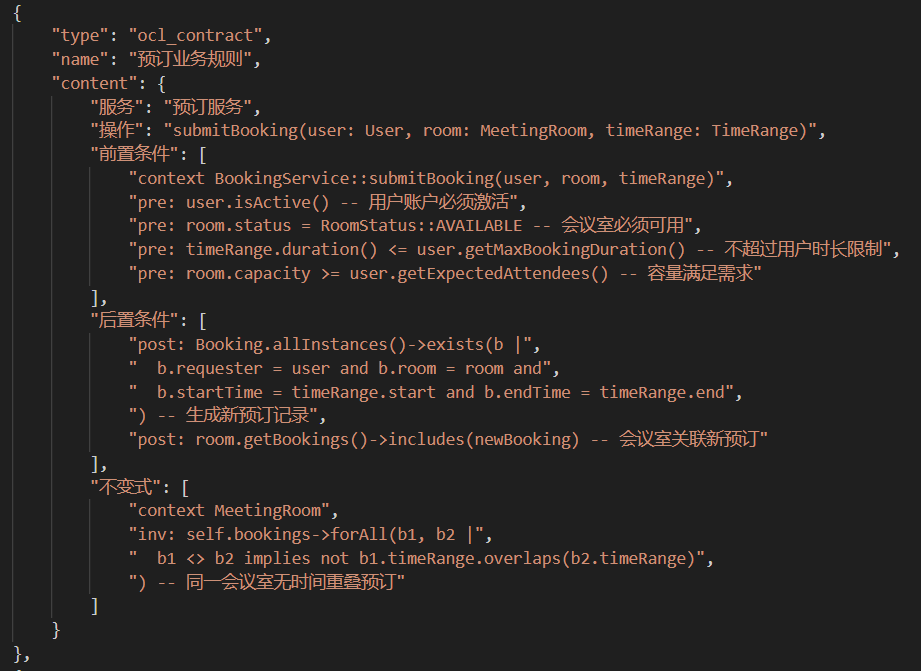 {
    "type": "ocl_contract",
    "name": "预订业务规则",
    "content": {
        "服务": "预订服务",
        "操作": "submitBooking(user: User, room: MeetingRoom, timeRange: TimeRange)",
        "前置条件": [
            "context BookingService::submitBooking(user, room, timeRange)",
            "pre: user.isActive() -- 用户账户必须激活",
            "pre: room.status = RoomStatus::AVAILABLE -- 会议室必须可用",
            "pre: timeRange.duration() <= user.getMaxBookingDuration() -- 不超过用户时长限制",
            "pre: room.capacity >= user.getExpectedAttendees() -- 容量满足需求"
        ],
        "后置条件": [
            "post: Booking.allInstances()->exists(b |",
            "  b.requester = user and b.room = room and",
            "  b.startTime = timeRange.start and b.endTime = timeRange.end",
            ") -- 生成新预订记录",
            "post: room.getBookings()->includes(newBooking) -- 会议室关联新预订"
        ],
        "不变式": [
            "context MeetingRoom",
            "inv: self.bookings->forAll(b1, b2 |",
            "  b1 <> b2 implies not b1.timeRange.overlaps(b2.timeRange)",
            ") -- 同一会议室无时间重叠预订"
        ]
    }
},